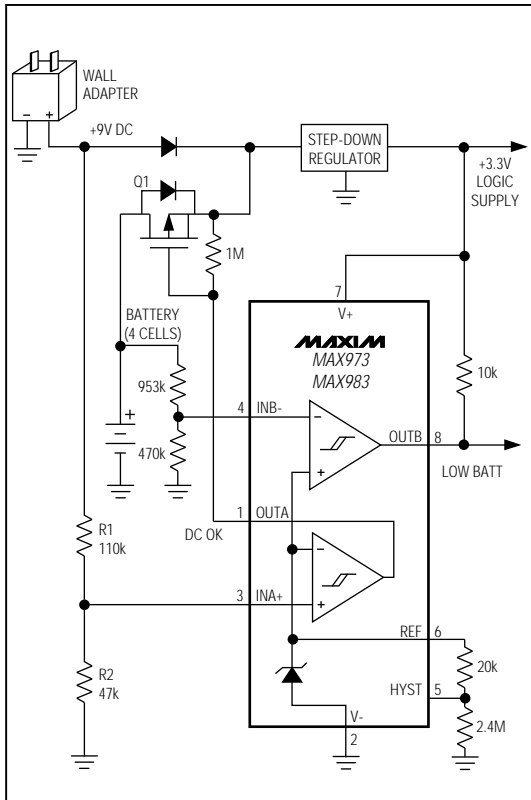 WALL
ADAPTER
− +
+9V DC
STEP-DOWN
REGULATOR
+3.3V
LOGIC
SUPPLY
Q1
1M
7
V+
BATTERY
(4 CELLS)
MAXIM
MAX973
MAX983
10k
953k
4 INB-
−
OUTB 8
+
470k
+
LOW BATT
1 OUTA
DC OK
R1
110k
−
3 INA+
+
REF 6
R2
47k
20k
HYST 5
V-
2
2.4M